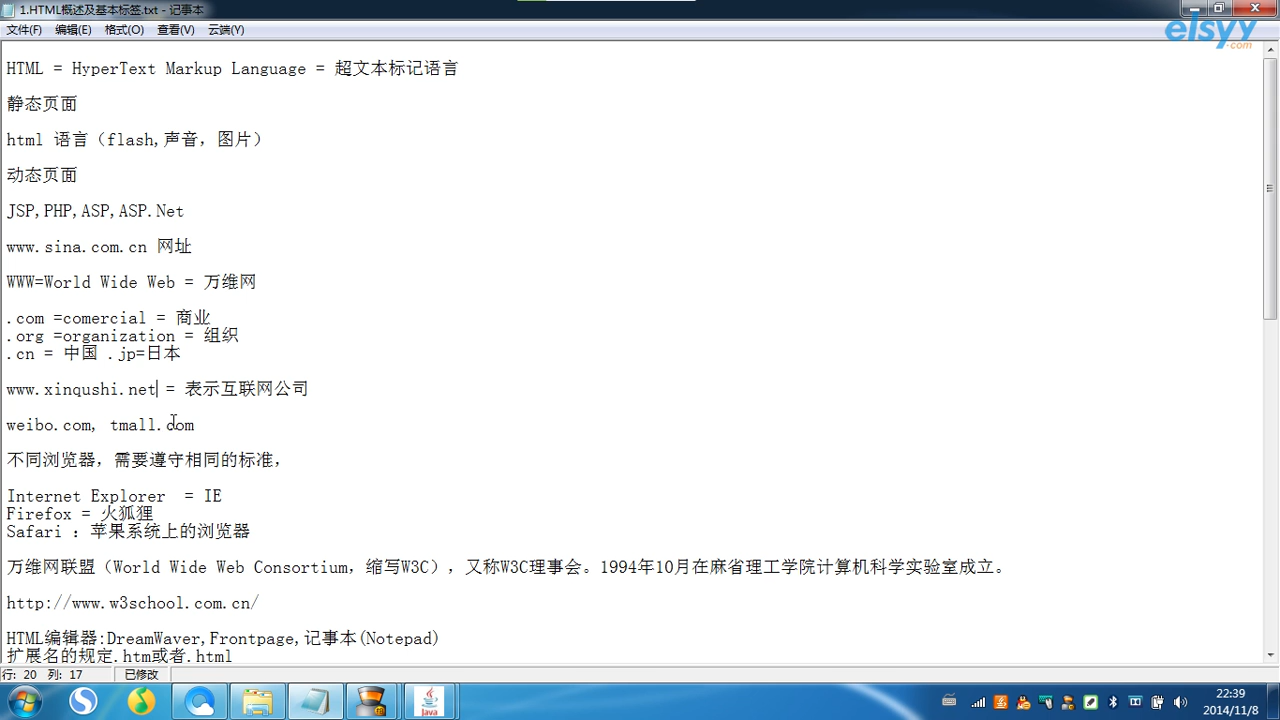 1.HTML概述及基本标签.txt - 记事本
文件(F) 编辑(E) 格式(O) 查看(V) 云端(Y)
elsyy.com
HTML = HyperText Markup Language = 超文本标记语言
静态页面
html 语言（flash,声音，图片）
动态页面
JSP,PHP,ASP,ASP.Net
www.sina.com.cn 网址
WWW=World Wide Web = 万维网
.com =comercial = 商业
.org =organization = 组织
.cn = 中国 .jp=日本
www.xinqushi.net = 表示互联网公司
weibo.com, tmall.com
不同浏览器，需要遵守相同的标准，
Internet Explorer  = IE
Firefox = 火狐狸
Safari : 苹果系统上的浏览器
万维网联盟（World Wide Web Consortium，缩写W3C），又称W3C理事会。1994年10月在麻省理工学院计算机科学实验室成立。
http://www.w3school.com.cn/
HTML编辑器:DreamWaver,Frontpage,记事本(Notepad)
扩展名的规定.htm或者.html
行: 20 列: 17 已修改
Java
22:39
2014/11/8